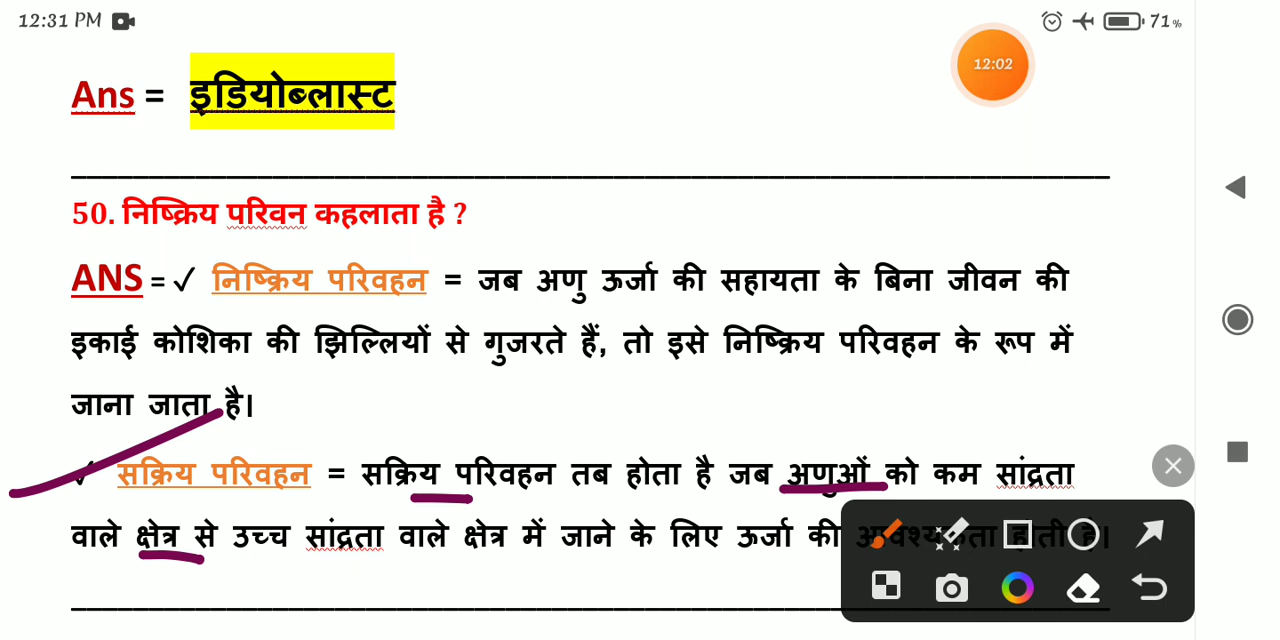 12:31 PM
71%
12:02
Ans = इडियोब्लास्ट
50. निष्क्रिय परिवन कहलाता है ?
ANS = ✓ निष्क्रिय परिवहन = जब अणु ऊर्जा की सहायता के बिना जीवन की
इकाई कोशिका की झिल्लियों से गुजरते हैं, तो इसे निष्क्रिय परिवहन के रूप में
जाना जाता है।
✓ सक्रिय परिवहन = सक्रिय परिवहन तब होता है जब अणुओं को कम सांद्रता
वाले क्षेत्र से उच्च सांद्रता वाले क्षेत्र में जाने के लिए ऊर्जा की आवश्यकता होती है।